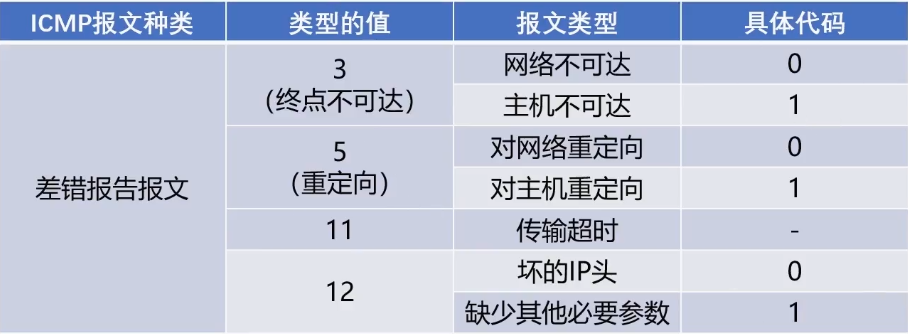 ICMP报文种类 类型的值 报文类型 具体代码
差错报告报文
3
（终点不可达）
网络不可达 0
主机不可达 1
5
（重定向）
对网络重定向 0
对主机重定向 1
11 传输超时 -
12
坏的IP头 0
缺少其他必要参数 1